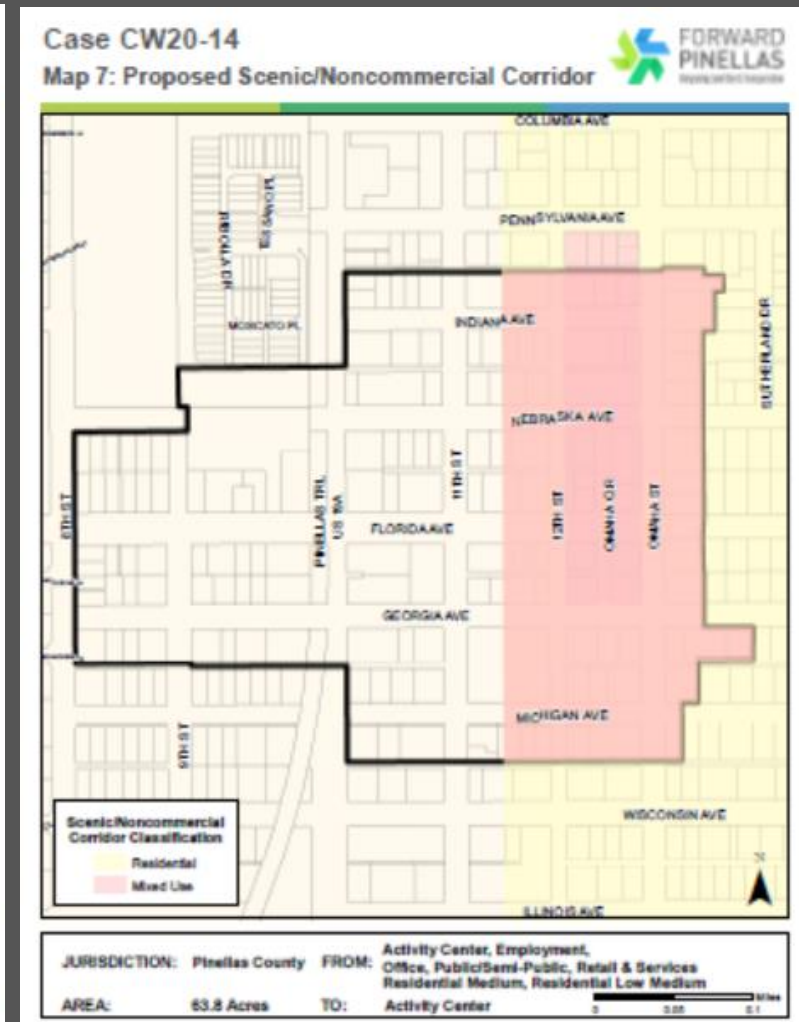 Case CW20-14
Map 7: Proposed Scenic/Noncommercial Corridor
FORWARD
PINELLAS
COLUMBIA AVE
PENNSYLVANIA AVE
MOSCATO PL
INDIANA AVE
SUTHERLAND DR
NEBRASKA AVE
11TH ST
12TH ST
OMAHA CIR
OMAHA ST
8TH ST
PINELLAS TRL
US 19A
FLORIDA AVE
GEORGIA AVE
MICHIGAN AVE
9TH ST
WISCONSIN AVE
ILLINOIS AVE
Scenic/Noncommercial
Corridor Classification
Residential
Mixed Use
N
JURISDICTION: Pinellas County FROM: Activity Center, Employment,
Office, Public/Semi-Public, Retail & Services
Residential Medium, Residential Low Medium
AREA: 63.8 Acres TO: Activity Center
Miles
0 0.05 0.1